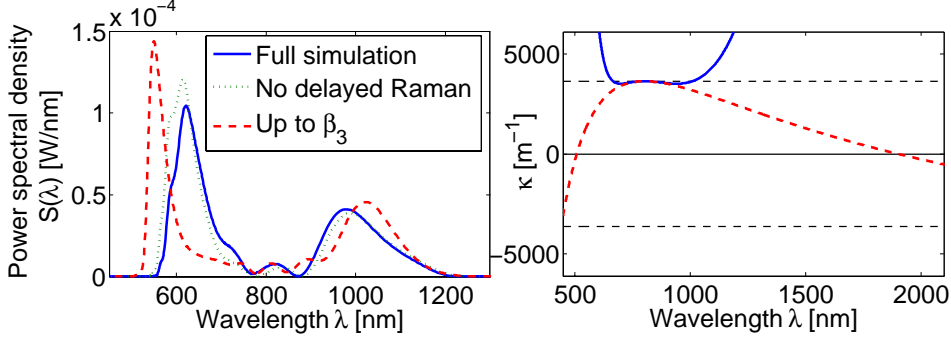 × 10⁻⁴
1.5
1
0.5
0
600
800
1000
1200
Wavelength λ [nm]
Power spectral density
S(λ) [W/nm]
Full simulation
No delayed Raman
Up to β₃
5000
0
−5000
500
1000
1500
2000
Wavelength λ [nm]
κ [m⁻¹]